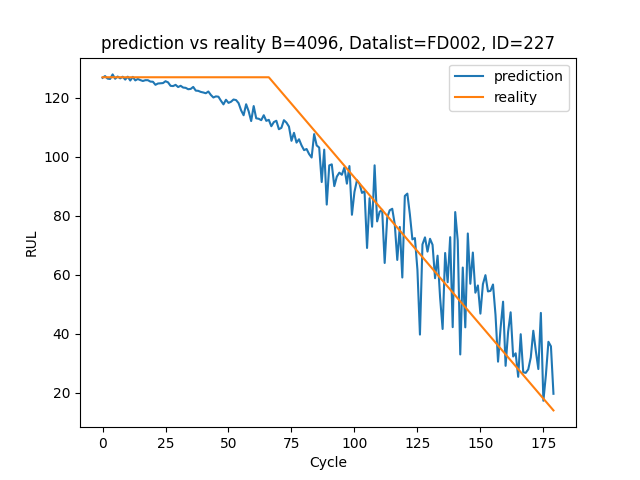 prediction vs reality B=4096, Datalist=FD002, ID=227
prediction
reality
RUL
120
100
80
60
40
20
0 25 50 75 100 125 150 175
Cycle